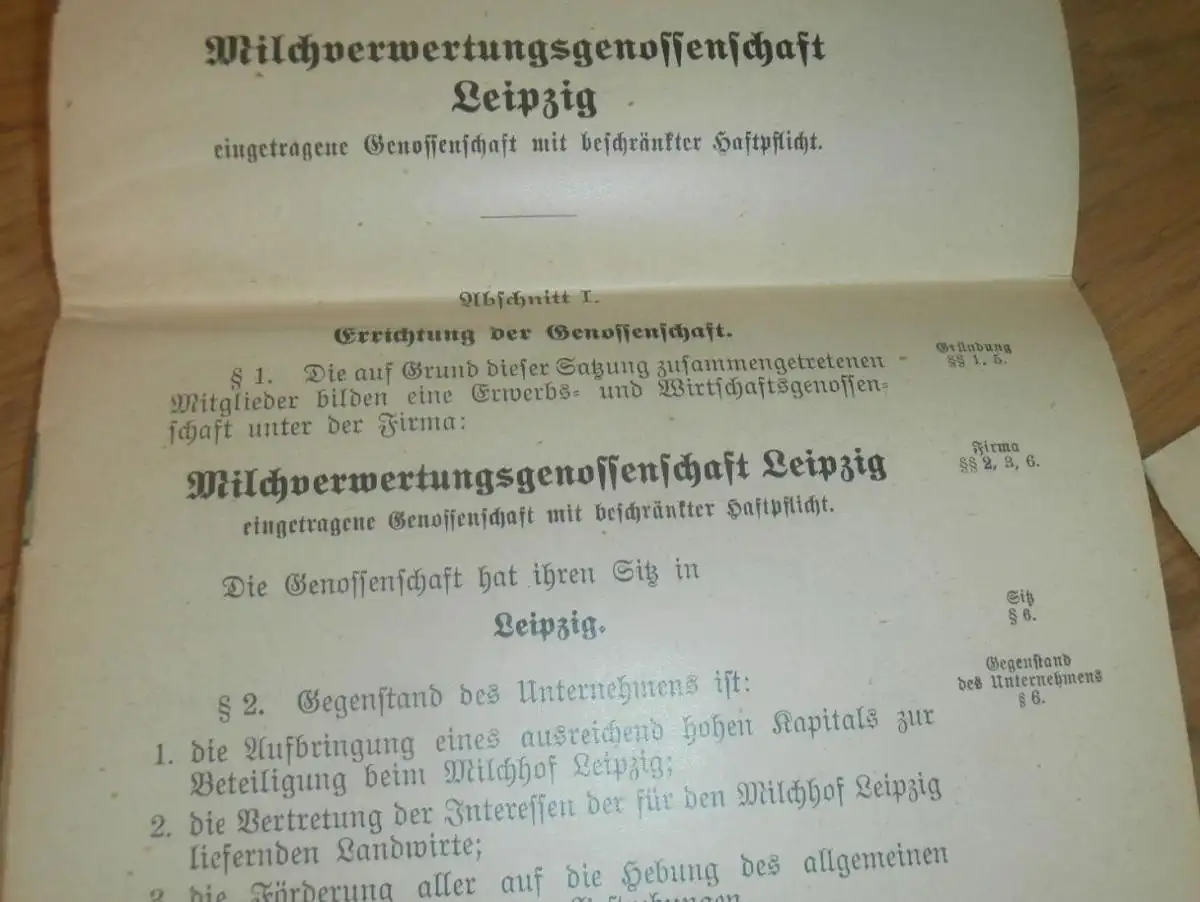 Milchverwertungsgenossenschaft
Leipzig
eingetragene Genossenschaft mit beschränkter Haftpflicht.
Abschnitt I.
Errichtung der Genossenschaft.
§ 1. Die auf Grund dieser Satzung zusammengetretenen
Mitglieder bilden eine Erwerbs- und Wirtschaftsgenossen-
schaft unter der Firma:
Gründung
§§ 1, 5.
Milchverwertungsgenossenschaft Leipzig
eingetragene Genossenschaft mit beschränkter Haftpflicht.
Firma
§§ 2, 3, 6.
Die Genossenschaft hat ihren Sitz in
Leipzig.
Sitz
§ 6.
§ 2. Gegenstand des Unternehmens ist:
Gegenstand
des Unternehmens
§ 6.
1. die Aufbringung eines ausreichend hohen Kapitals zur
Beteiligung beim Milchhof Leipzig;
2. die Vertretung der Interessen der für den Milchhof Leipzig
liefernden Landwirte;
3. die Förderung aller auf die Hebung des allgemeinen